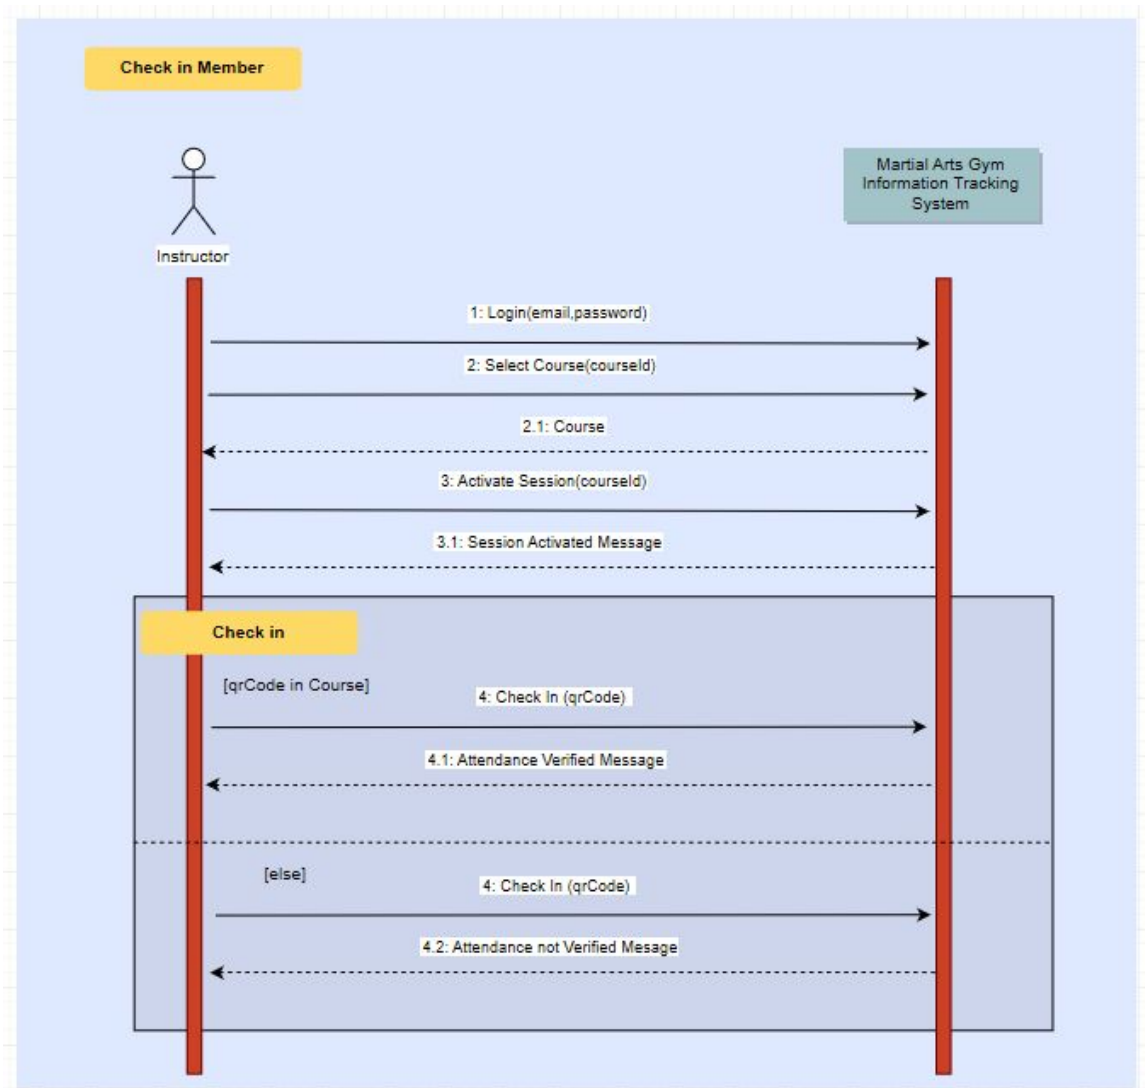 Check in Member
Martial Arts Gym
Information Tracking
System
Instructor
1: Login(email,password)
2: Select Course(courseId)
2.1: Course
3: Activate Session(courseId)
3.1: Session Activated Message
Check in
[qrCode in Course]
4: Check In (qrCode)
4.1: Attendance Verified Message
[else]
4: Check In (qrCode)
4.2: Attendance not Verified Mesage